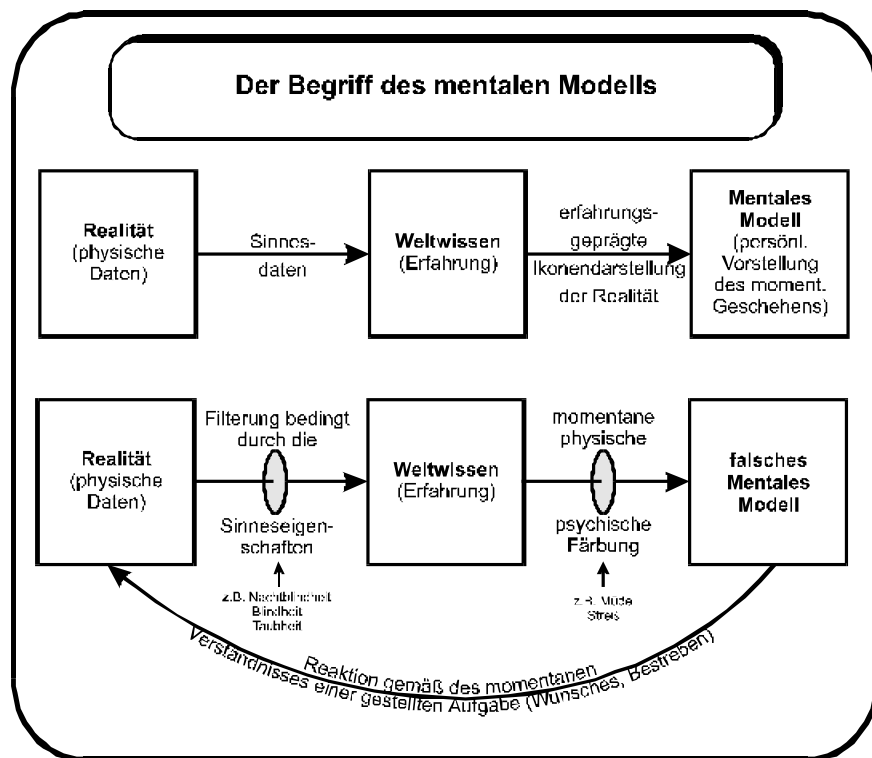 Der Begriff des mentalen Modells
Realität
(physische
Daten)
Sinnes-
daten
Weltwissen
(Erfahrung)
erfahrungs-
geprägte
Ikonendarstellung
der Realität
Mentales
Modell
(persönl.
Vorstellung
des moment.
Geschehens)
Realität
(physische
Daten)
Filterung bedingt
durch die
Sinneseigen-
schaften
z.B. Nachtblindheit
Blindheit
Taubheit
Weltwissen
(Erfahrung)
momentane
physische
psychische
Färbung
z.B. Müde
Streß
falsches
Mentales
Modell
Reaktion gemäß des momentanen
Verständnisses einer gestellten Aufgabe (Wunsches, Bestreben)